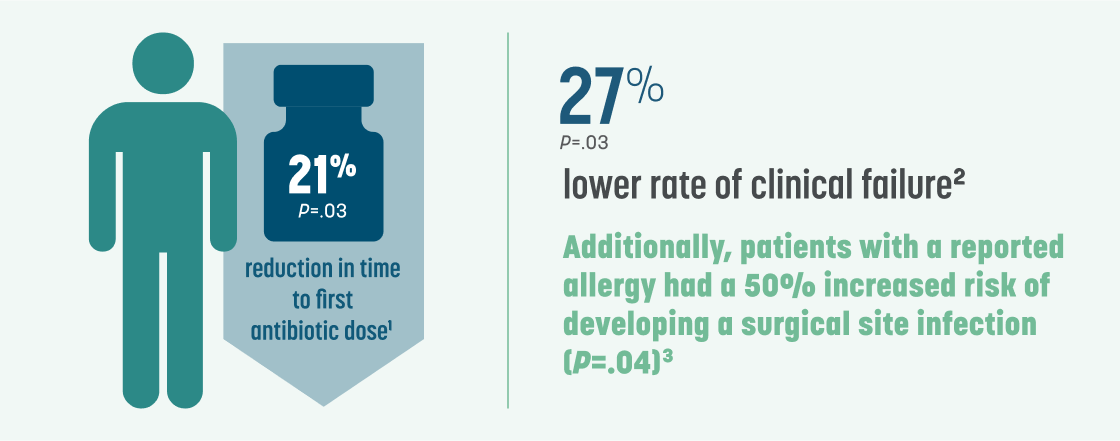 21%
P=.03
reduction in time
to first
antibiotic dose¹
27%
P=.03
lower rate of clinical failure²
Additionally, patients with a reported
allergy had a 50% increased risk of
developing a surgical site infection
(P=.04)³